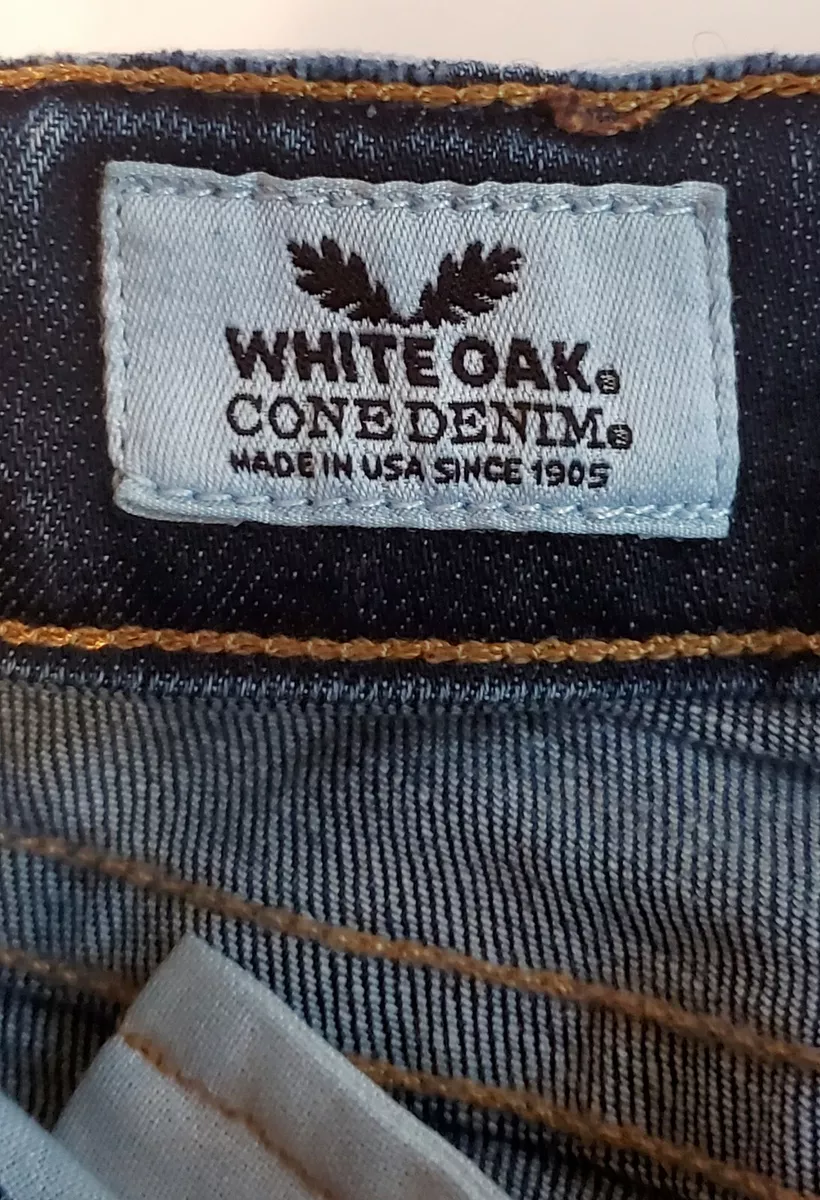 WHITE OAK®
CONE DENIM®
MADE IN USA SINCE 1905